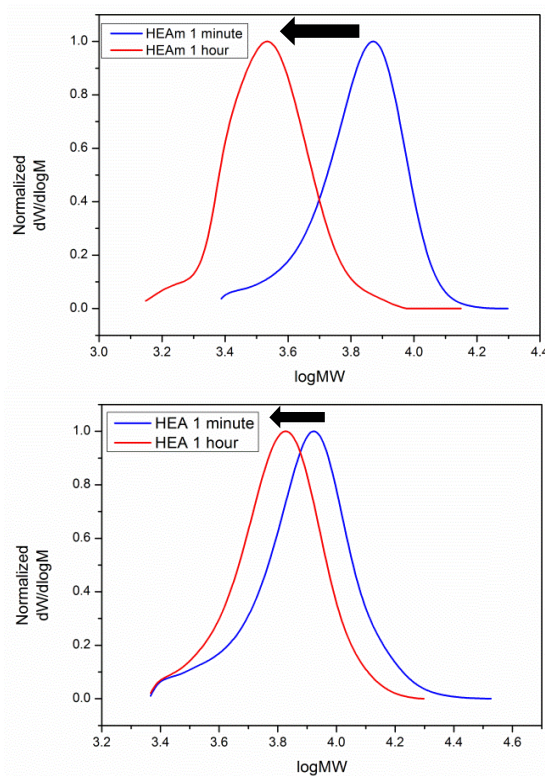 HEAm 1 minute
HEAm 1 hour
Normalized
dW/dlogM
1.0
0.8
0.6
0.4
0.2
0.0
3.0 3.2 3.4 3.6 3.8 4.0 4.2 4.4
logMW
HEA 1 minute
HEA 1 hour
Normalized
dW/dlogM
1.0
0.8
0.6
0.4
0.2
0.0
3.2 3.4 3.6 3.8 4.0 4.2 4.4 4.6
logMW